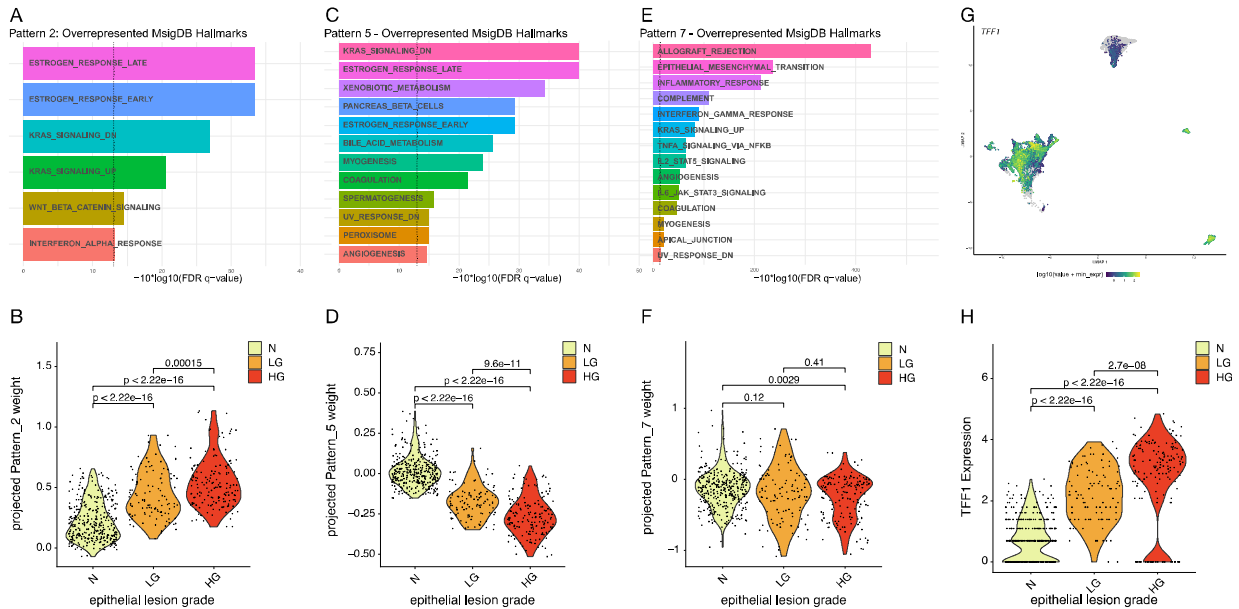 A
Pattern 2: Overrepresented MsigDB Hallmarks
ESTROGEN_RESPONSE_LATE
ESTROGEN_RESPONSE_EARLY
KRAS_SIGNALING_DN
KRAS_SIGNALING_UP
WNT_BETA_CATENIN_SIGNALING
INTERFERON_ALPHA_RESPONSE
0 10 20 30 40
−10*log10(FDR q−value)
C
Pattern 5 - Overrepresented MsigDB Hallmarks
KRAS_SIGNALING_DN
ESTROGEN_RESPONSE_LATE
XENOBIOTIC_METABOLISM
PANCREAS_BETA_CELLS
ESTROGEN_RESPONSE_EARLY
BILE_ACID_METABOLISM
MYOGENESIS
COAGULATION
SPERMATOGENESIS
UV_RESPONSE_DN
PEROXISOME
ANGIOGENESIS
0 10 20 30 40 50
−10*log10(FDR q−value)
E
Pattern 7 - Overrepresented MsigDB Hallmarks
ALLOGRAFT_REJECTION
EPITHELIAL_MESENCHYMAL_TRANSITION
INFLAMMATORY_RESPONSE
COMPLEMENT
INTERFERON_GAMMA_RESPONSE
KRAS_SIGNALING_UP
TNFA_SIGNALING_VIA_NFKB
IL2_STAT5_SIGNALING
ANGIOGENESIS
IL6_JAK_STAT3_SIGNALING
COAGULATION
MYOGENESIS
APICAL_JUNCTION
UV_RESPONSE_DN
0 200 400
−10*log10(FDR q−value)
G
TFF1
UMAP 1
log10(value + min_expr)
B
N
LG
HG
0.00015
p < 2.22e−16
p < 2.22e−16
1.5
1.0
0.5
0.0
projected Pattern_2 weight
N LG HG
epithelial lesion grade
D
N
LG
HG
9.6e−11
p < 2.22e−16
p < 2.22e−16
0.75
0.50
0.25
0.00
−0.25
−0.50
projected Pattern_5 weight
N LG HG
epithelial lesion grade
F
N
LG
HG
0.41
0.0029
0.12
1
0
−1
projected Pattern_7 weight
N LG HG
epithelial lesion grade
H
N
LG
HG
2.7e−08
p < 2.22e−16
p < 2.22e−16
6
4
2
0
TFF1 Expression
N LG HG
epithelial lesion grade